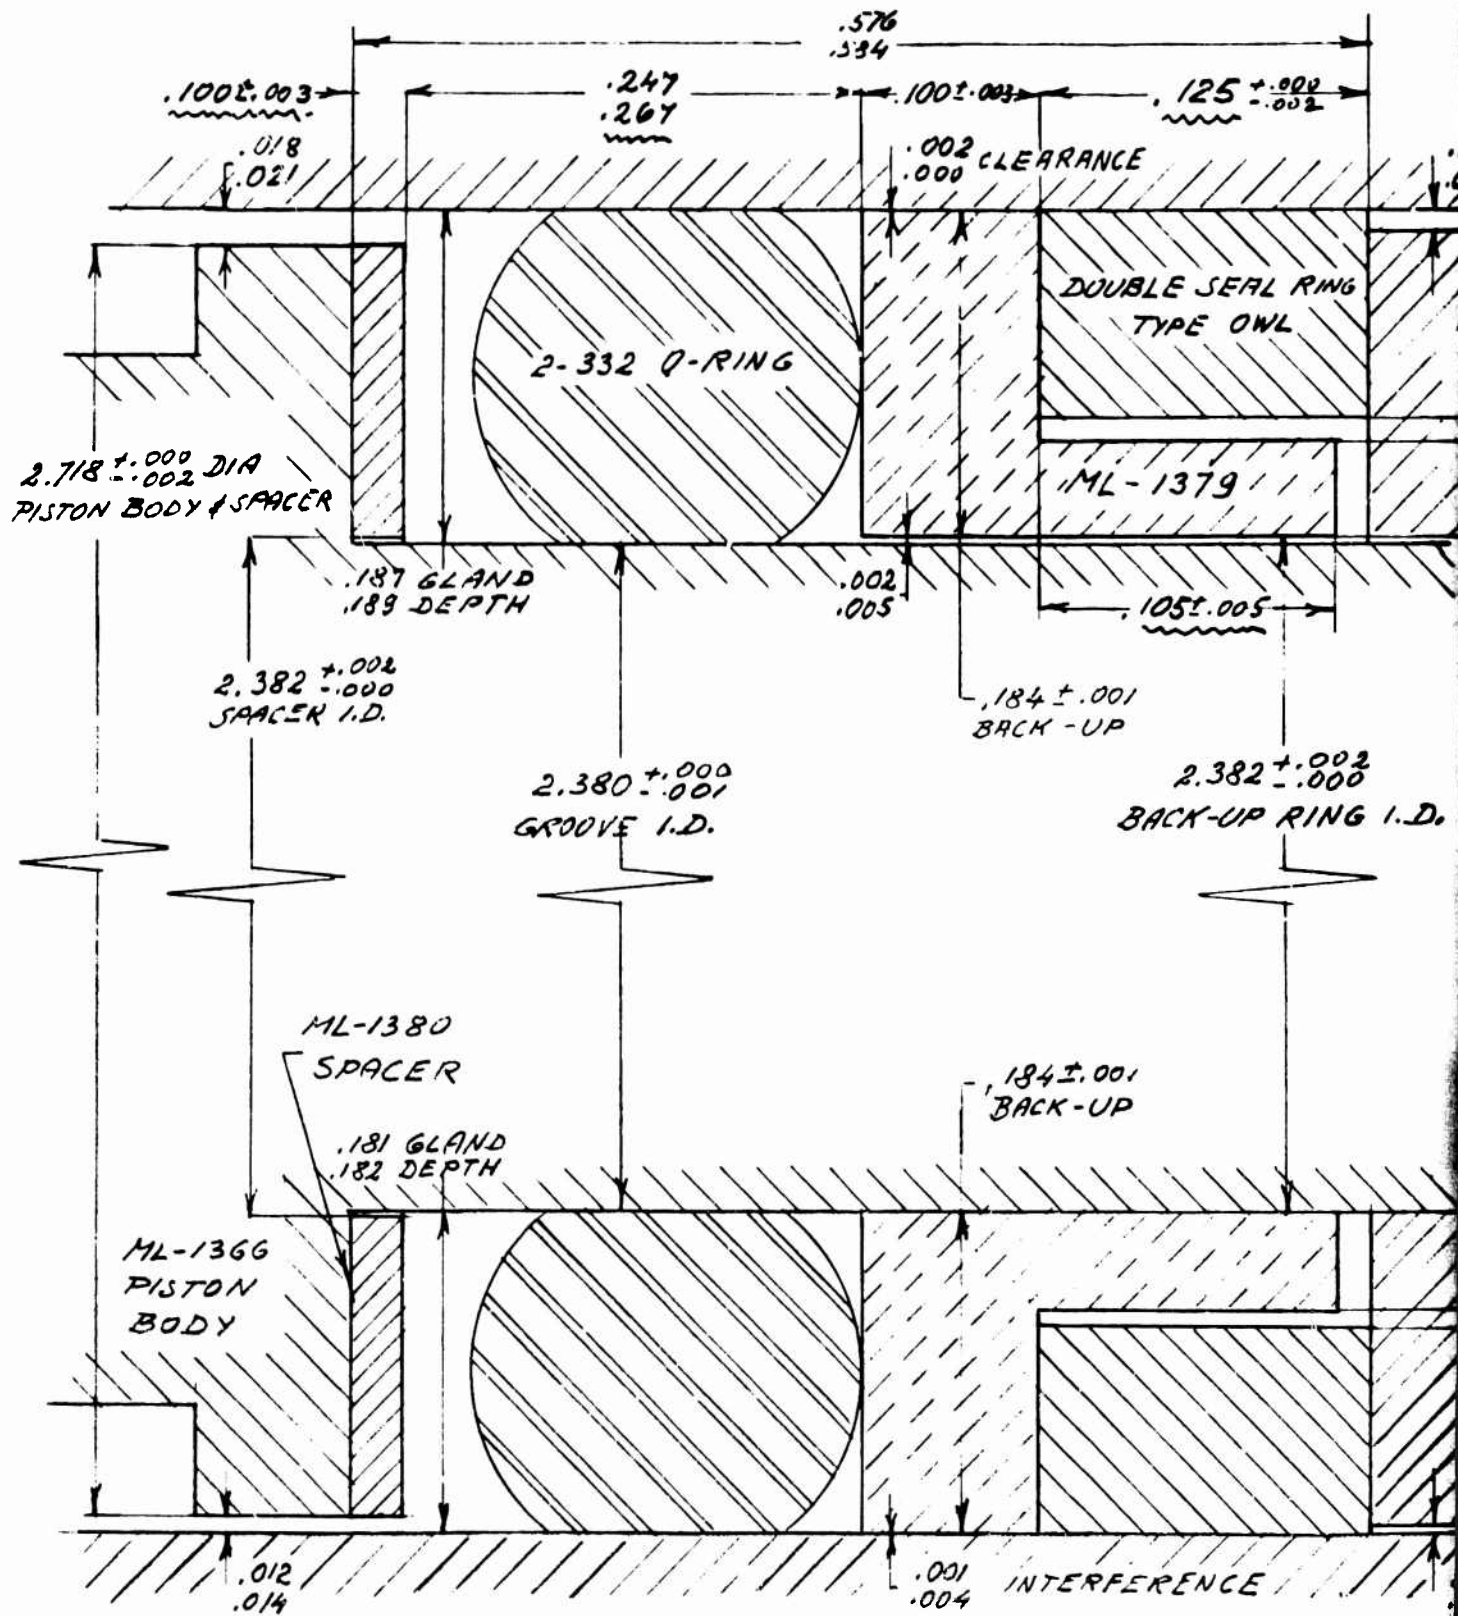 .576
.534
.100±.003
.247
.267
.100±.003
.125 +.000 -.002
.018
.021
.002
.000 CLEARANCE
DOUBLE SEAL RING
TYPE OWL
2-332 O-RING
2.718 +.000 -.002 DIA
PISTON BODY & SPACER
ML-1379
.187 GLAND
.189 DEPTH
.002
.005
.105±.005
2.382 +.002 -.000
SPACER I.D.
.184±.001
BACK-UP
2.380 +.000 -.001
GROOVE I.D.
2.382 +.002 -.000
BACK-UP RING I.D.
ML-1380
SPACER
.184±.001
BACK-UP
.181 GLAND
.182 DEPTH
ML-1366
PISTON
BODY
.012
.014
.001
.004 INTERFERENCE